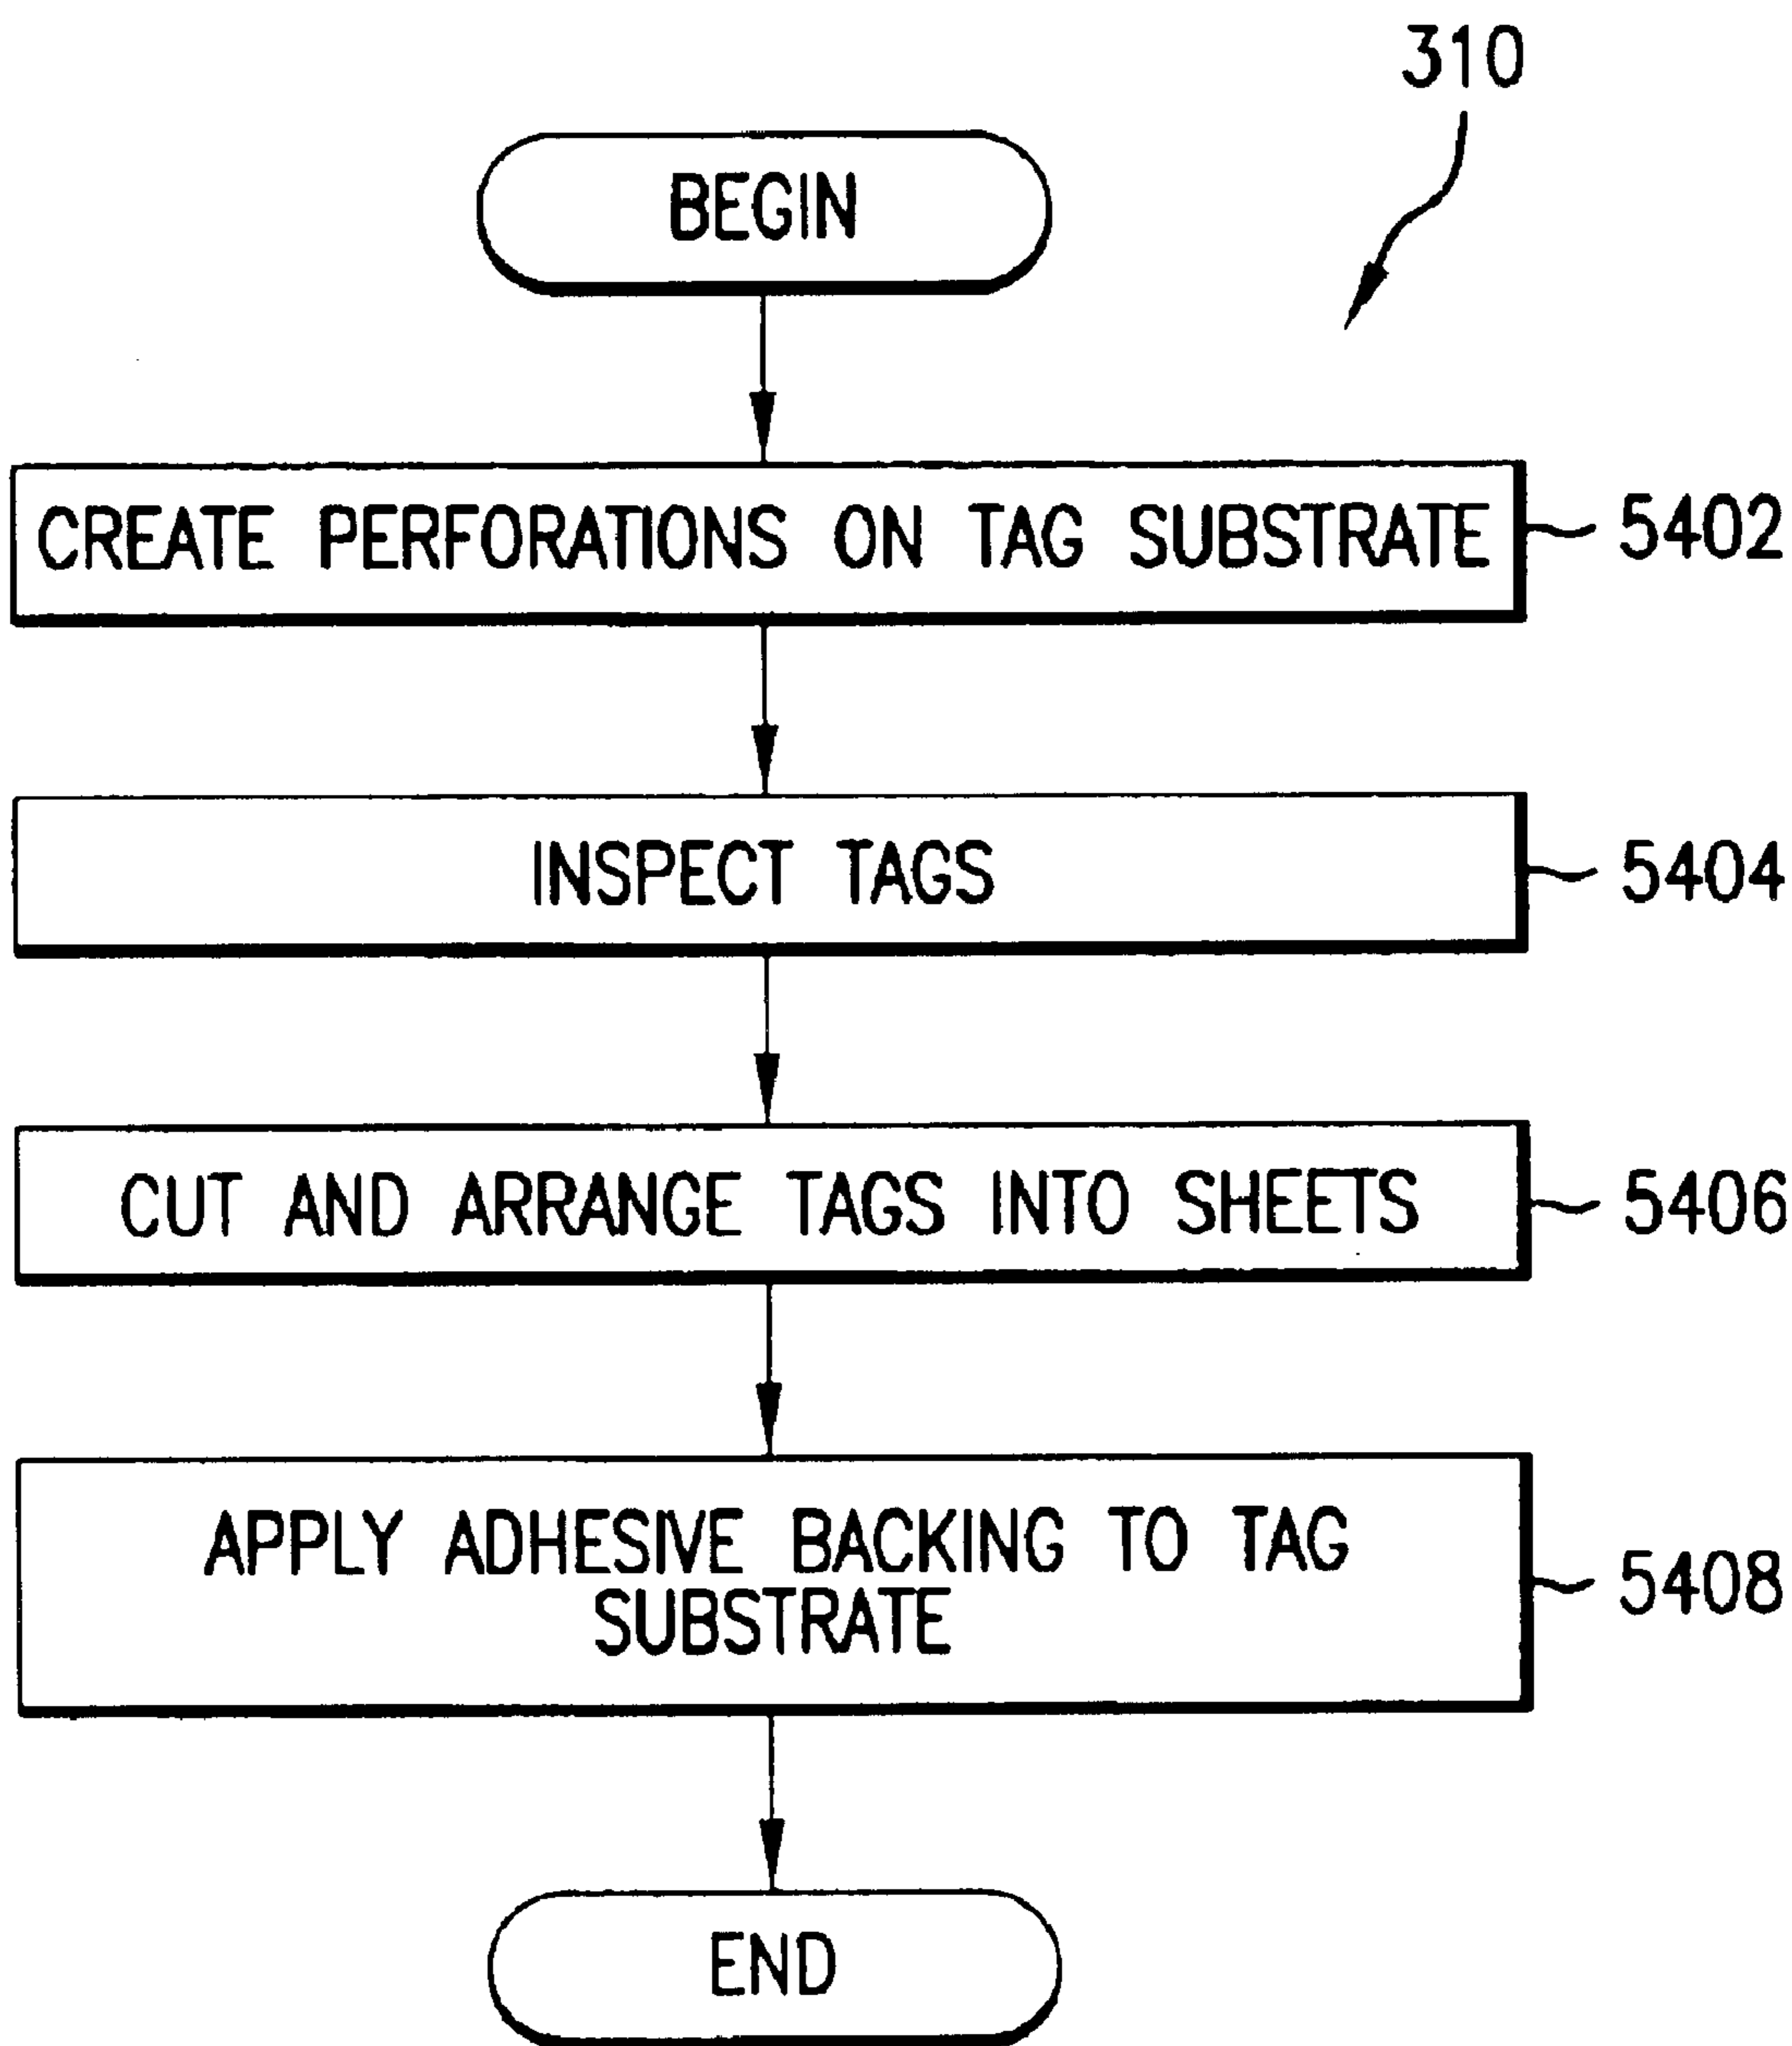 310
BEGIN
CREATE PERFORATIONS ON TAG SUBSTRATE
5402
INSPECT TAGS
5404
CUT AND ARRANGE TAGS INTO SHEETS
5406
APPLY ADHESIVE BACKING TO TAG
SUBSTRATE
5408
END